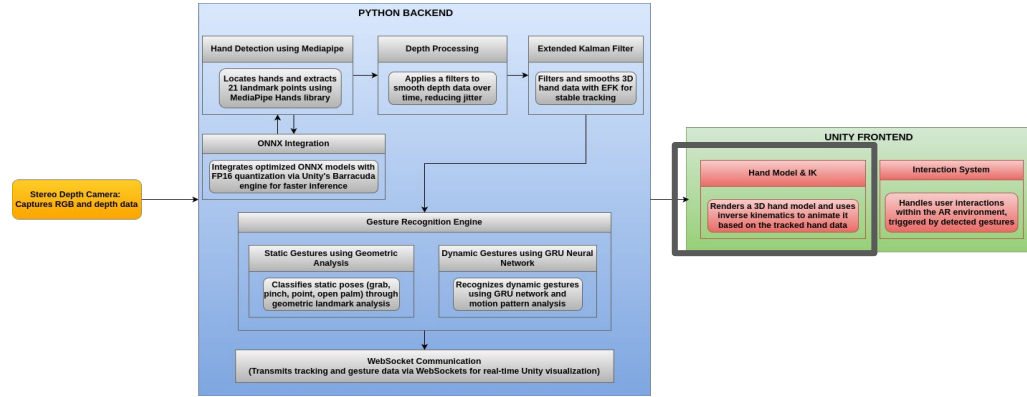 PYTHON BACKEND
Hand Detection using Mediapipe
Locates hands and extracts
21 landmark points using
MediaPipe Hands library
Depth Processing
Applies a filters to
smooth depth data over
time, reducing jitter
Extended Kalman Filter
Filters and smooths 3D
hand data with EFK for
stable tracking
ONNX Integration
Integrates optimized ONNX models with
FP16 quantization via Unity's Barracuda
engine for faster inference
Stereo Depth Camera:
Captures RGB and depth data
Gesture Recognition Engine
Static Gestures using Geometric
Analysis
Classifies static poses (grab,
pinch, point, open palm) through
geometric landmark analysis
Dynamic Gestures using GRU Neural
Network
Recognizes dynamic gestures
using GRU network and
motion pattern analysis
WebSocket Communication
(Transmits tracking and gesture data via WebSockets for real-time Unity visualization)
UNITY FRONTEND
Hand Model & IK
Renders a 3D hand model and uses
inverse kinematics to animate it
based on the tracked hand data
Interaction System
Handles user interactions
within the AR environment,
triggered by detected gestures